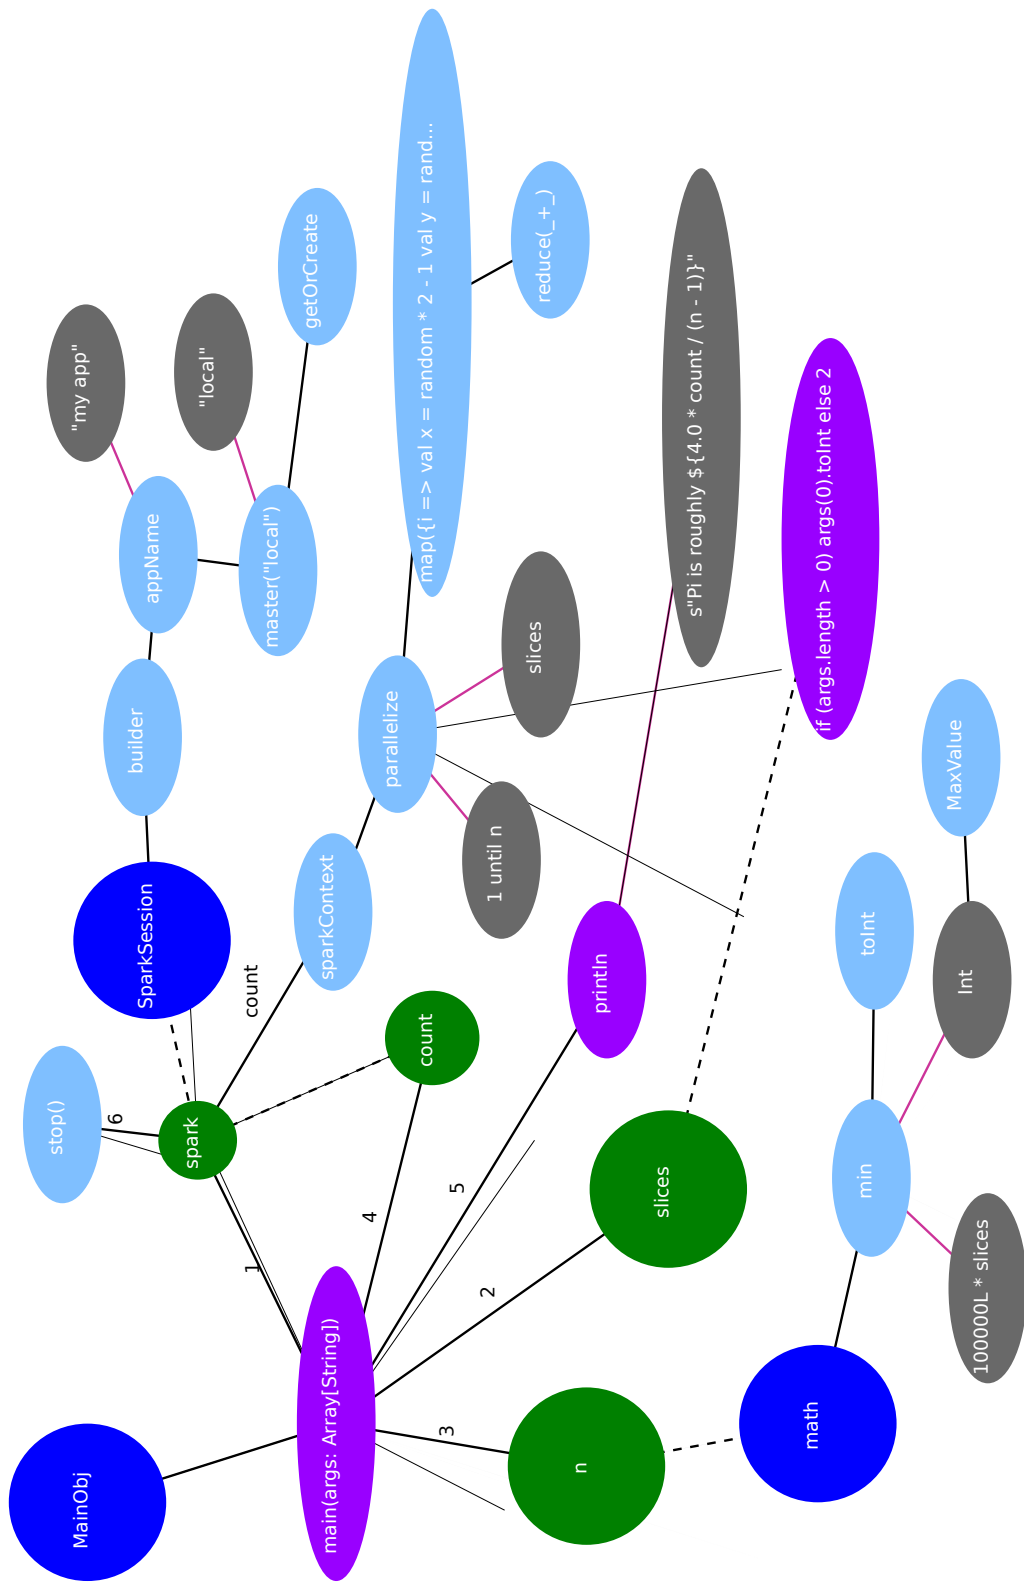 MainObj
main(args: Array[String])
1
spark
6
stop()
SparkSession
builder
appName
"my app"
master("local")
"local"
getOrCreate
count
sparkContext
parallelize
1 until n
slices
map({i => val x = random * 2 - 1 val y = rand...
reduce(_+_)
4
count
5
println
s"Pi is roughly ${4.0 * count / (n - 1)}"
2
slices
if (args.length > 0) args(0).toInt else 2
3
n
math
min
100000L * slices
Int
MaxValue
toInt